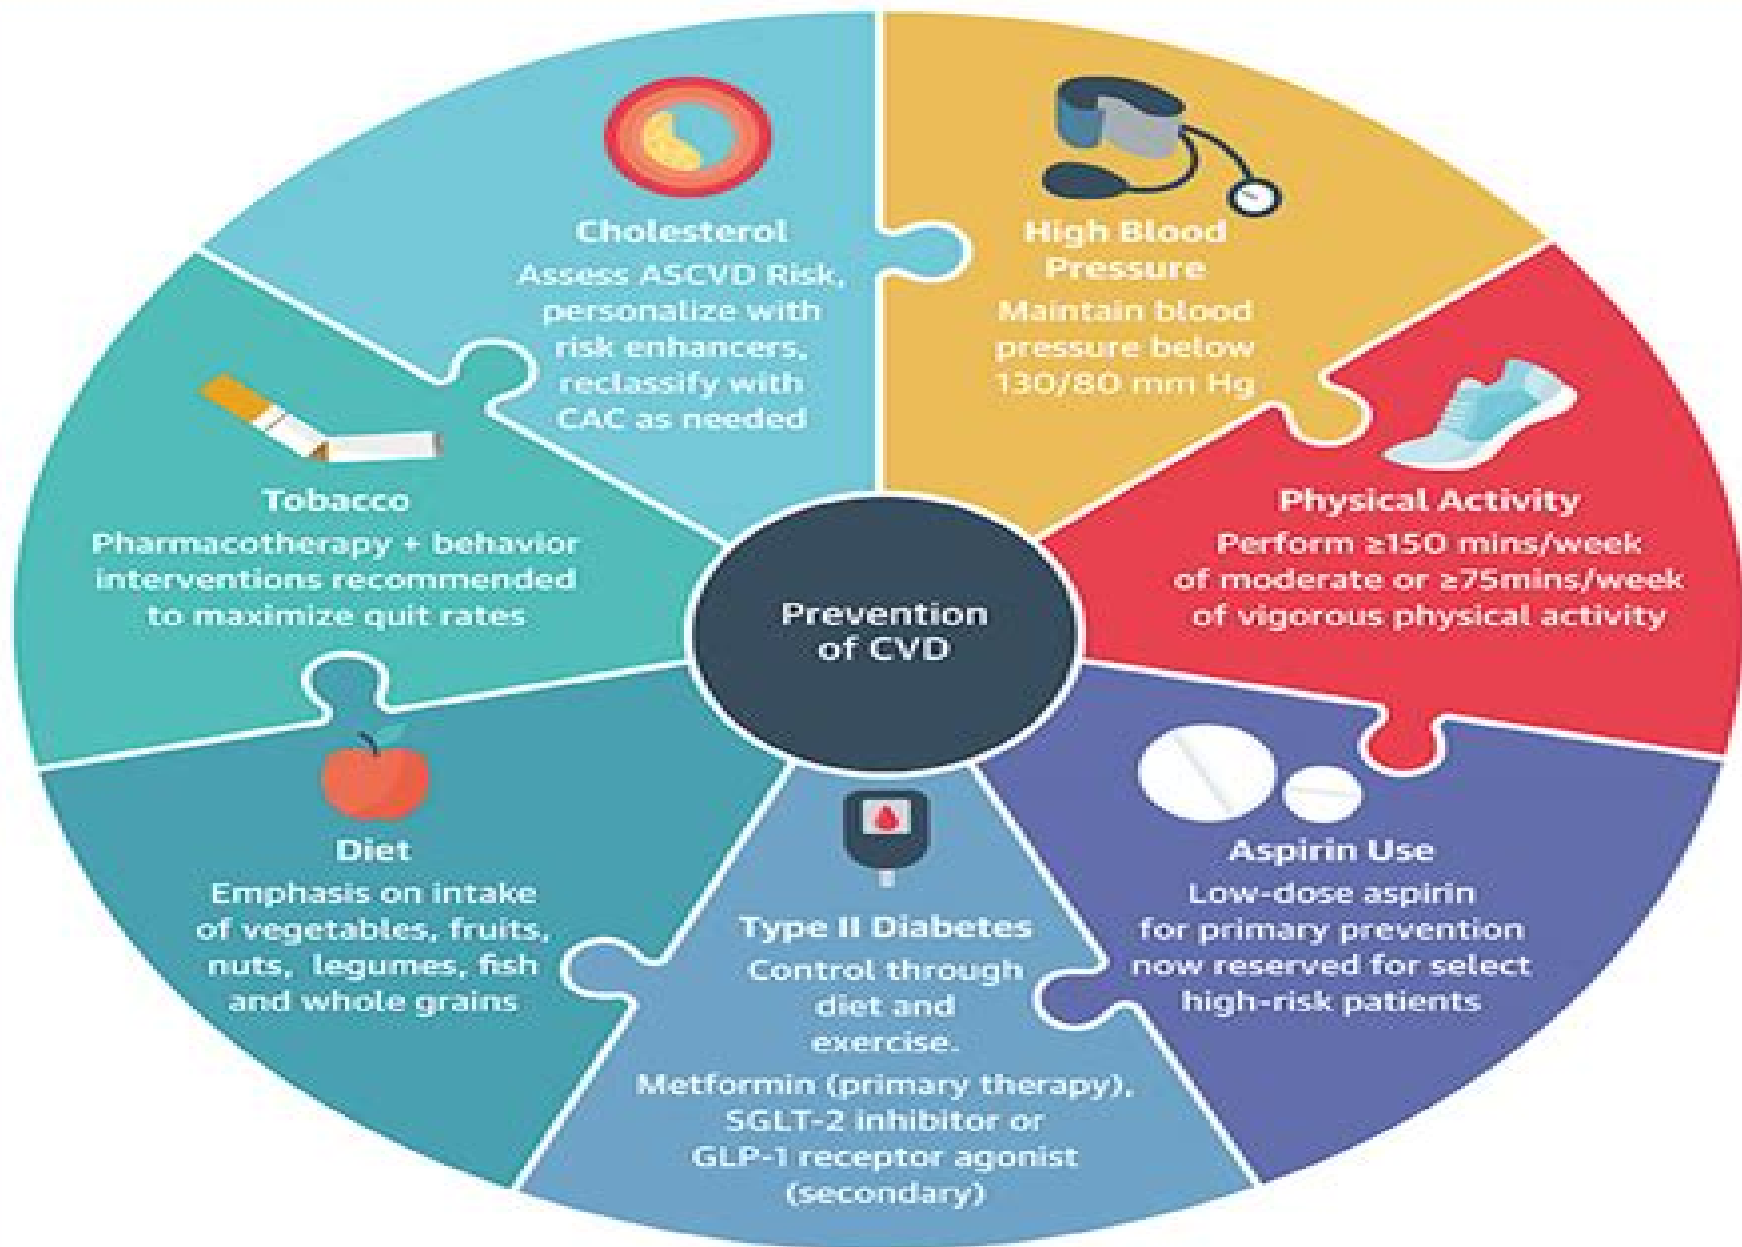 Cholesterol
Assess ASCVD Risk,
personalize with
risk enhancers,
reclassify with
CAC as needed
High Blood
Pressure
Maintain blood
pressure below
130/80 mm Hg
Physical Activity
Perform ≥150 mins/week
of moderate or ≥75mins/week
of vigorous physical activity
Aspirin Use
Low-dose aspirin
for primary prevention
now reserved for select
high-risk patients
Type II Diabetes
Control through
diet and
exercise.
Metformin (primary therapy),
SGLT-2 inhibitor or
GLP-1 receptor agonist
(secondary)
Diet
Emphasis on intake
of vegetables, fruits,
nuts, legumes, fish
and whole grains
Tobacco
Pharmacotherapy + behavior
interventions recommended
to maximize quit rates
Prevention
of CVD